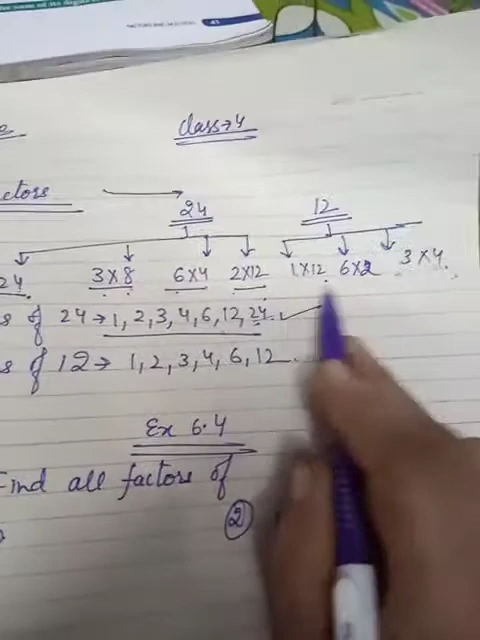 41
Class→4
ctors
24 12
24 3×8 6×4 2×12 1×12 6×2 3×4
s of 24→ 1, 2, 3, 4, 6, 12, 24.
s of 12→ 1, 2, 3, 4, 6, 12
Ex 6.4
Find all factors of
2